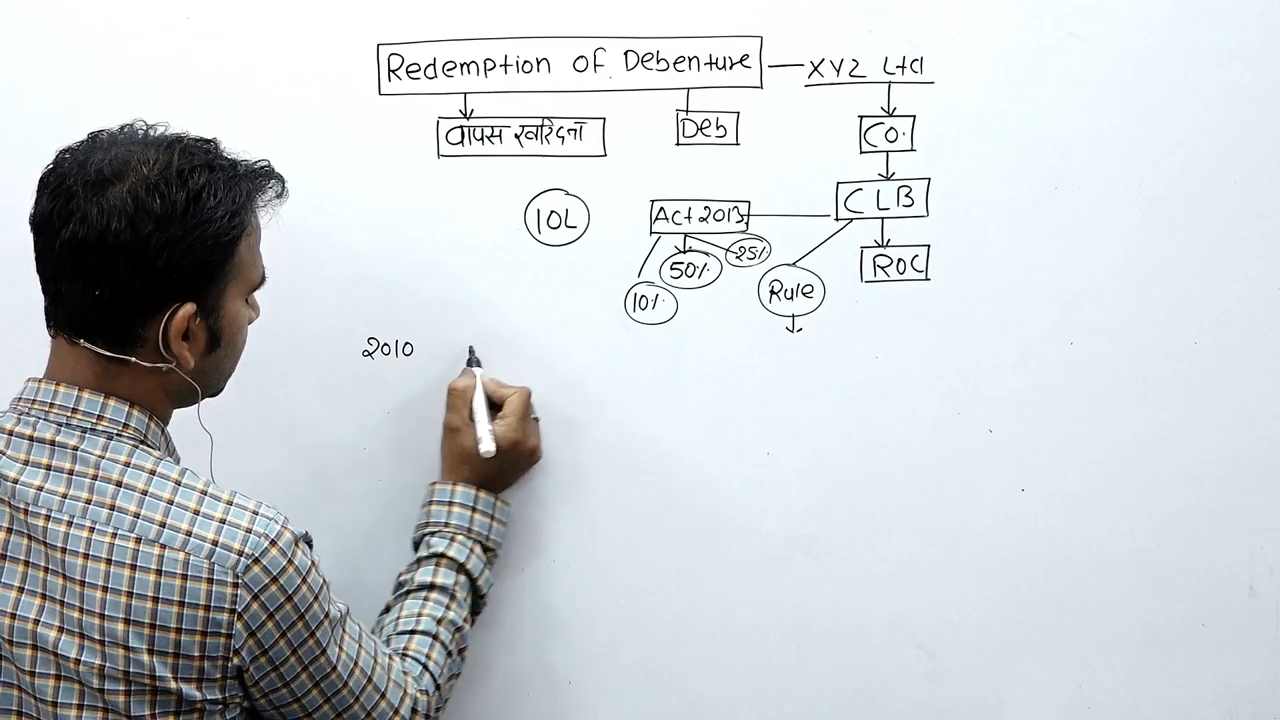 Redemption of Debenture — XYZ Ltd
वापस खरिदना
Deb
CO.
CLB
ROC
10L
Act 2013
10%
50%
25%
Rule
2010